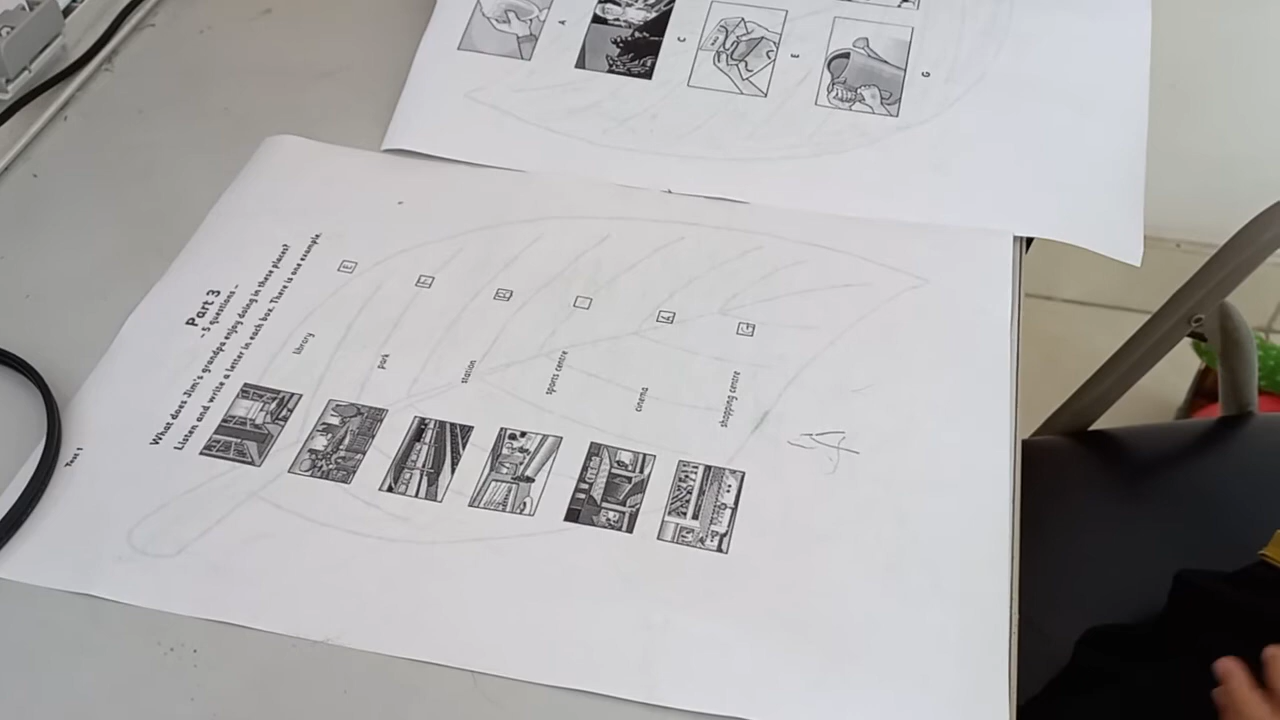 Test 1
Part 3
– 5 questions –
What does Jim's grandpa enjoy doing in these places?
Listen and write a letter in each box. There is one example.
library E
park
station
sports centre
cinema
shopping centre G
A
C
E
G